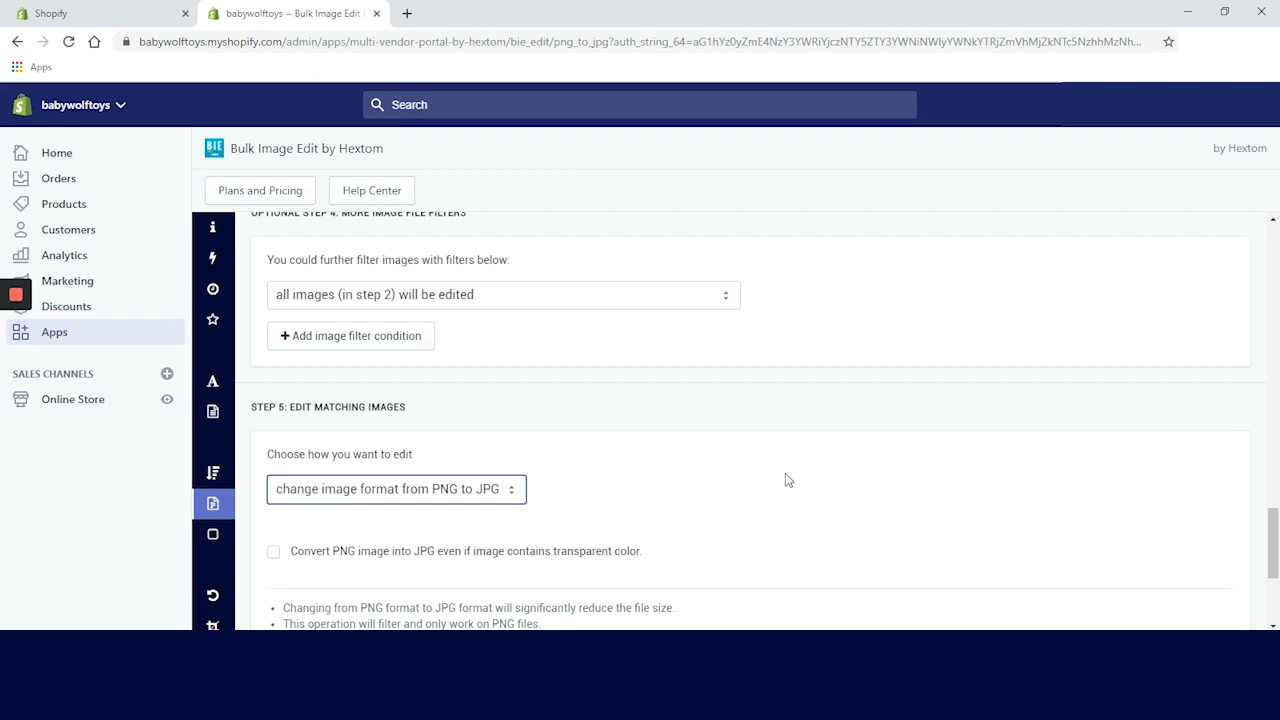 Shopify
babywolftoys ~ Bulk Image Edit
babywolftoys.myshopify.com/admin/apps/multi-vendor-portal-by-hextom/bie_edit/png_to_jpg?auth_string_64=
Apps
babywolftoys
Search
Home
Orders
Products
Customers
Analytics
Marketing
Discounts
Apps
SALES CHANNELS
Online Store
BIE
Bulk Image Edit by Hextom
by Hextom
Plans and Pricing
Help Center
OPTIONAL STEP 4: MORE IMAGE FILE FILTERS
You could further filter images with filters below:
all images (in step 2) will be edited
Add image filter condition
STEP 5: EDIT MATCHING IMAGES
Choose how you want to edit
change image format from PNG to JPG
Convert PNG image into JPG even if image contains transparent color.
• Changing from PNG format to JPG format will significantly reduce the file size.
• This operation will filter and only work on PNG files.